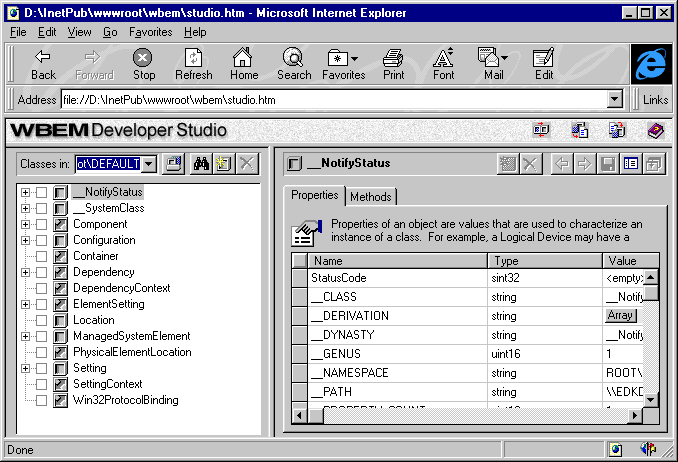 D:\InetPub\wwwroot\wbem\studio.htm - Microsoft Internet Explorer
File Edit View Go Favorites Help
Back Forward Stop Refresh Home Search Favorites Print Font Mail Edit
Address file://D:\InetPub\wwwroot\wbem\studio.htm Links
WBEM Developer Studio
Classes in: ot\DEFAULT
__NotifyStatus
__SystemClass
Component
Configuration
Container
Dependency
DependencyContext
ElementSetting
Location
ManagedSystemElement
PhysicalElementLocation
Setting
SettingContext
Win32ProtocolBinding
__NotifyStatus
Properties Methods
Properties of an object are values that are used to characterize an
instance of a class. For example, a Logical Device may have a
Name Type Value
StatusCode sint32 <empty>
__CLASS string __Notify
__DERIVATION string Array
__DYNASTY string __Notify
__GENUS uint16 1
__NAMESPACE string ROOT\
__PATH string \\EDKD
Done